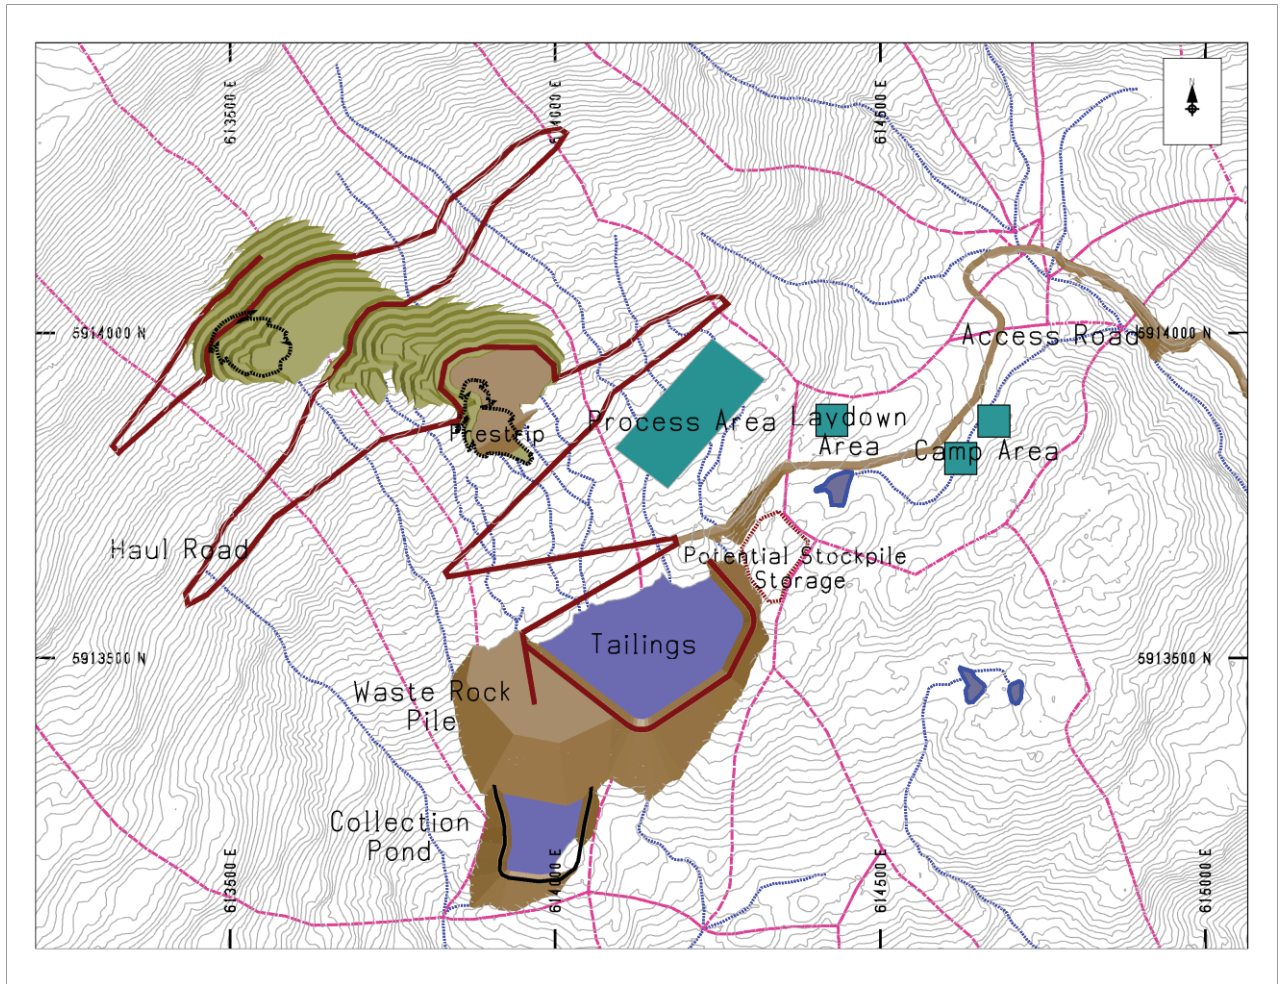 N
613500 E
614000 E
614500 E
5914000 N
Access Road
5914000 N
Process Area
Laydown
Area
Prestrip
Camp Area
Haul Road
Potential Stockpile
Storage
Tailings
5913500 N
5913500 N
Waste Rock
Pile
Collection
Pond
613500 E
614000 E
614500 E
615000 E